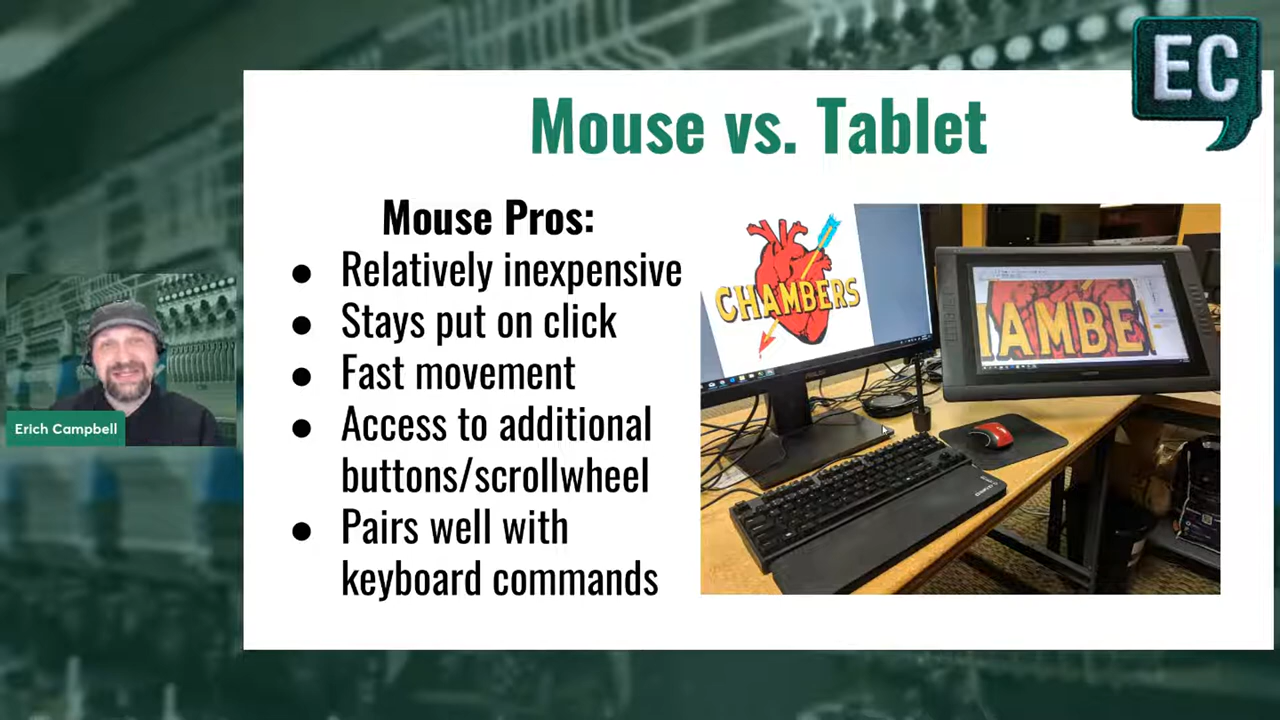 EC
Mouse vs. Tablet
Mouse Pros:
● Relatively inexpensive
● Stays put on click
● Fast movement
● Access to additional
buttons/scrollwheel
● Pairs well with
keyboard commands
CHAMBERS
HAMBE
Erich Campbell